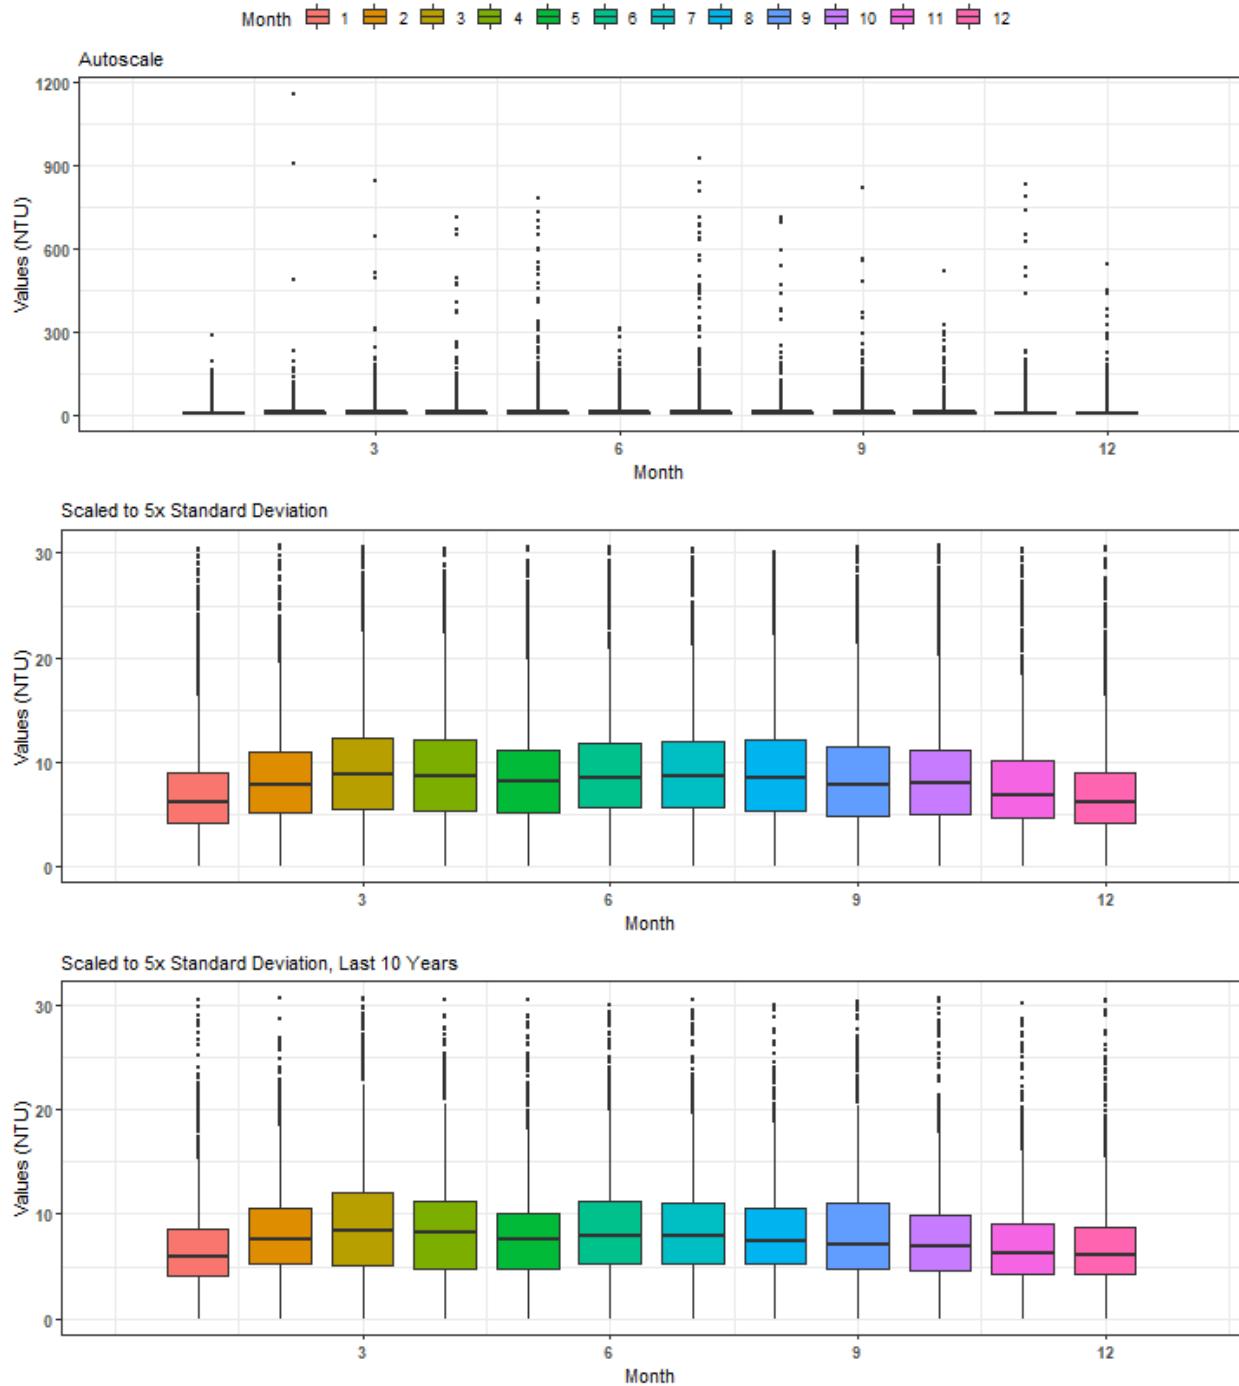 Month 1 2 3 4 5 6 7 8 9 10 11 12
Autoscale
1200
900
600
300
0
Values (NTU)
3 6 9 12
Month
Scaled to 5x Standard Deviation
30
20
10
0
Values (NTU)
3 6 9 12
Month
Scaled to 5x Standard Deviation, Last 10 Years
30
20
10
0
Values (NTU)
3 6 9 12
Month